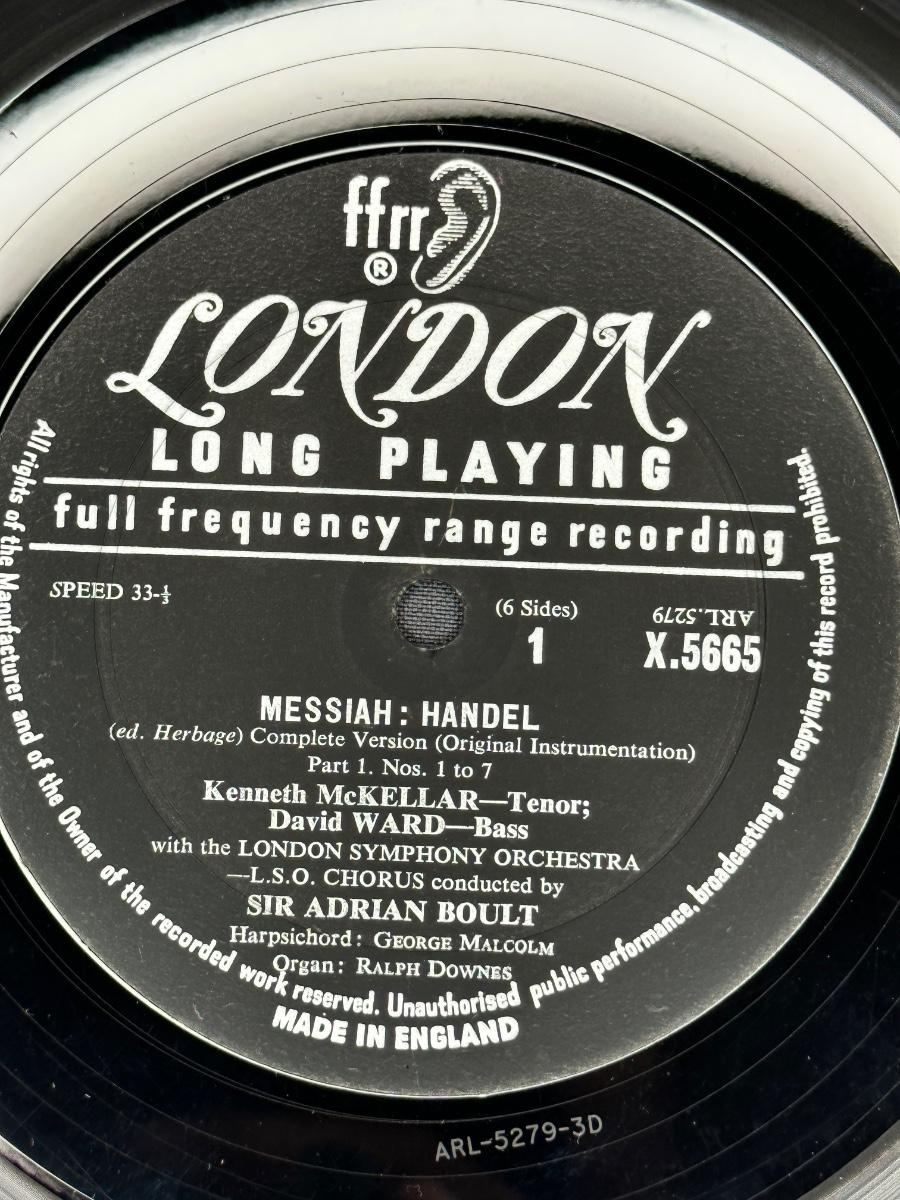 ffrr
®
LONDON
LONG PLAYING
full frequency range recording
SPEED 33-⅓
(6 Sides)
1
ARL.5279
X.5665
MESSIAH: HANDEL
(ed. Herbage) Complete Version (Original Instrumentation)
Part 1. Nos. 1 to 7
Kenneth McKELLAR—Tenor;
David WARD—Bass
with the LONDON SYMPHONY ORCHESTRA
—L.S.O. CHORUS conducted by
SIR ADRIAN BOULT
Harpsichord: GEORGE MALCOLM
Organ: RALPH DOWNES
All rights of the Manufacturer and of the Owner of the recorded work reserved. Unauthorised public performance, broadcasting and copying of this record prohibited.
MADE IN ENGLAND
ARL-5279-3D